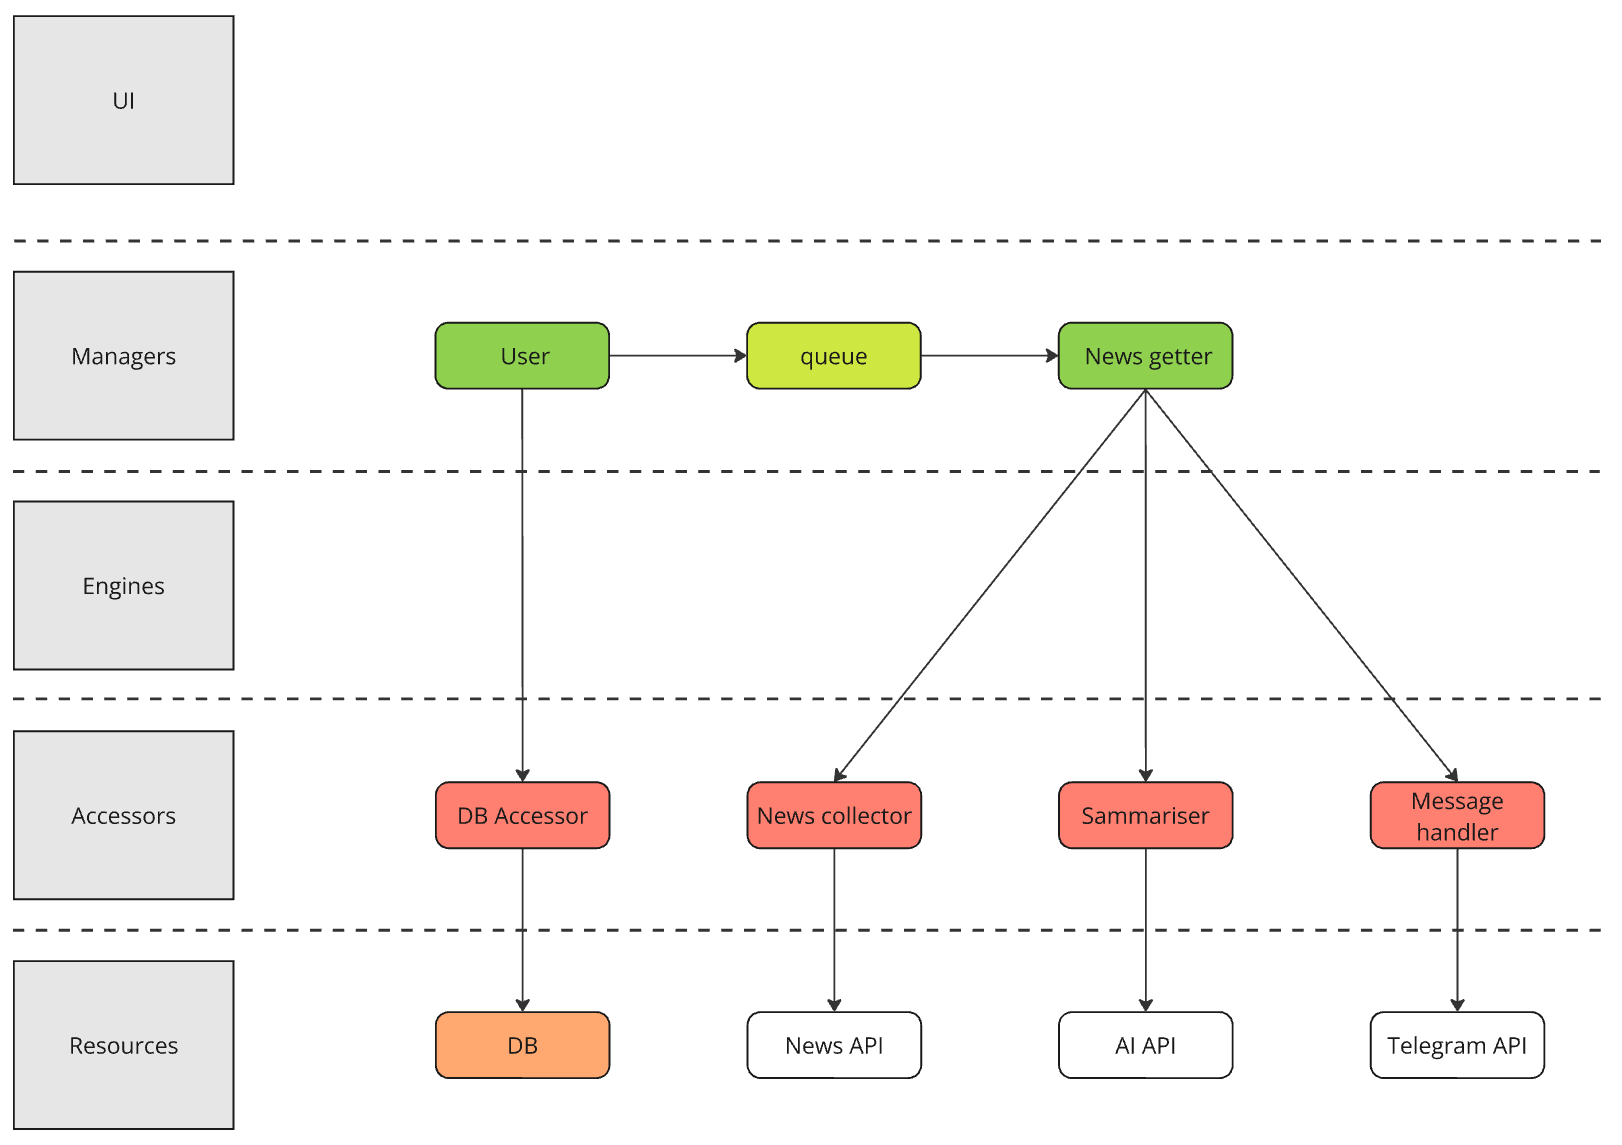 UI
Managers
User
queue
News getter
Engines
Accessors
DB Accessor
News collector
Sammariser
Message
handler
Resources
DB
News API
AI API
Telegram API